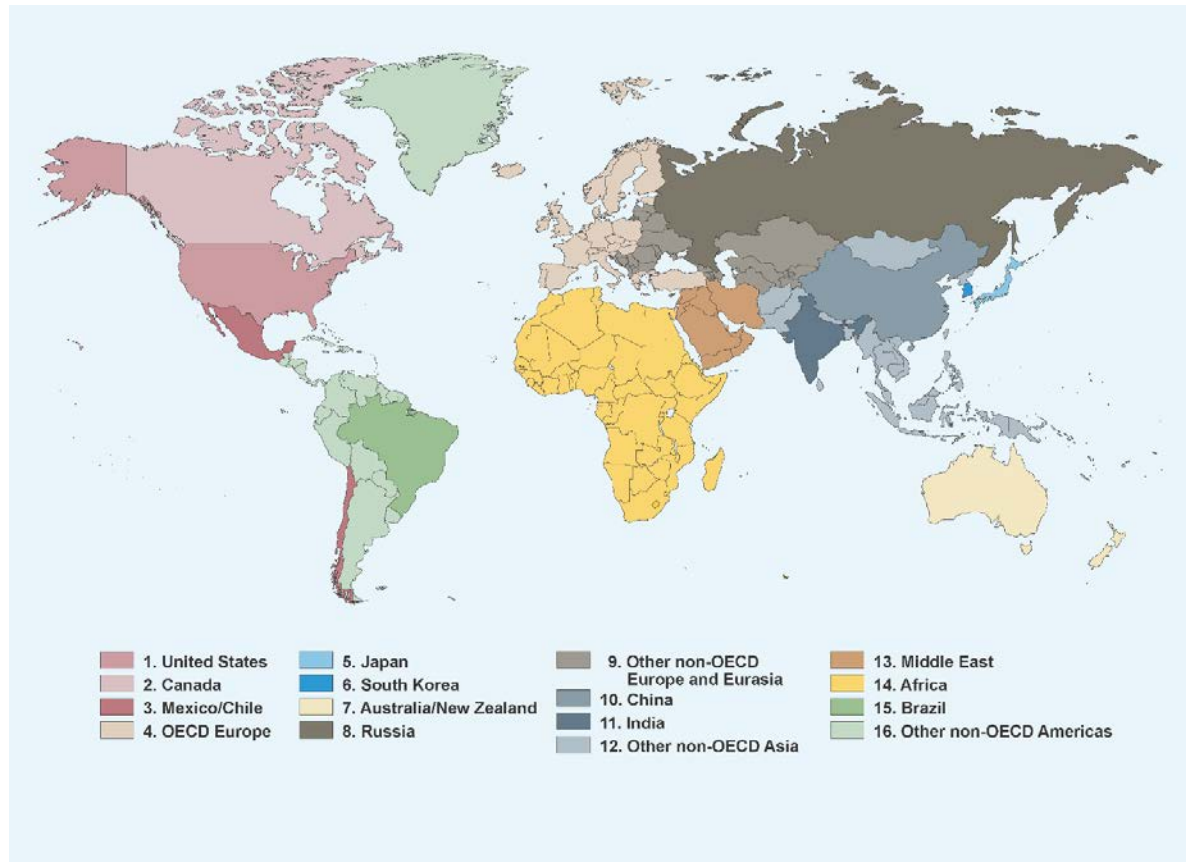 1. United States
2. Canada
3. Mexico/Chile
4. OECD Europe
5. Japan
6. South Korea
7. Australia/New Zealand
8. Russia
9. Other non-OECD
Europe and Eurasia
10. China
11. India
12. Other non-OECD Asia
13. Middle East
14. Africa
15. Brazil
16. Other non-OECD Americas